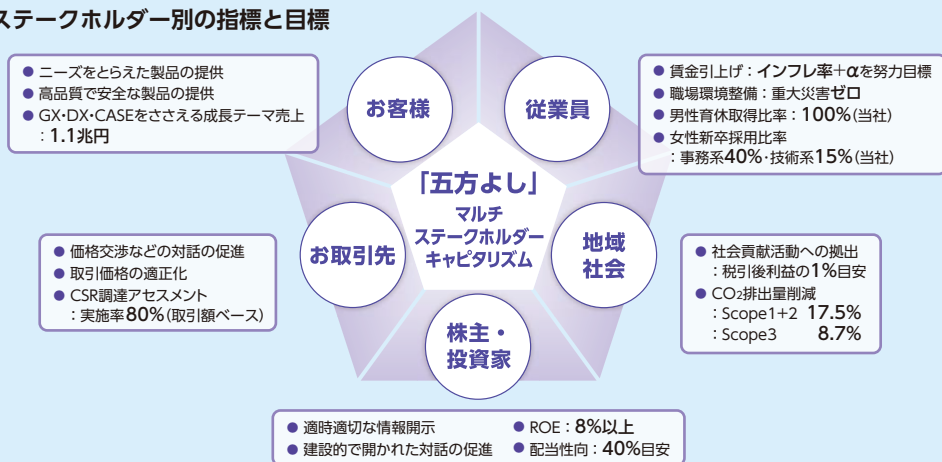 ステークホルダー別の指標と目標
お客様
● ニーズをとらえた製品の提供
● 高品質で安全な製品の提供
● GX・DX・CASEをささえる成長テーマ売上
：1.1兆円
従業員
● 賃金引上げ：インフレ率+αを努力目標
● 職場環境整備：重大災害ゼロ
● 男性育休取得比率：100%(当社)
● 女性新卒採用比率
：事務系40%・技術系15%(当社)
「五方よし」
マルチ
ステークホルダー
キャピタリズム
お取引先
● 価格交渉などの対話の促進
● 取引価格の適正化
● CSR調達アセスメント
：実施率80%(取引額ベース)
地域
社会
● 社会貢献活動への拠出
：税引後利益の1%目安
● CO₂排出量削減
：Scope1+2 17.5%
：Scope3 8.7%
株主・
投資家
● 適時適切な情報開示
● 建設的で開かれた対話の促進
● ROE：8%以上
● 配当性向：40%目安